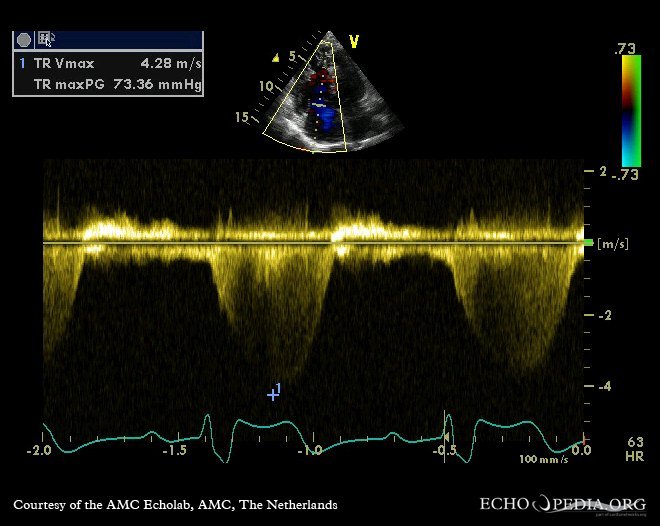 1 TR Vmax 4.28 m/s
TR maxPG 73.36 mmHg
V
5
10
15
.73
-.73
2
[m/s]
-2
-4
1
-2.0 -1.5 -1.0 -0.5 0.0
100 mm/s
63
HR
Courtesy of the AMC Echolab, AMC, The Netherlands
ECHOPEDIA.ORG